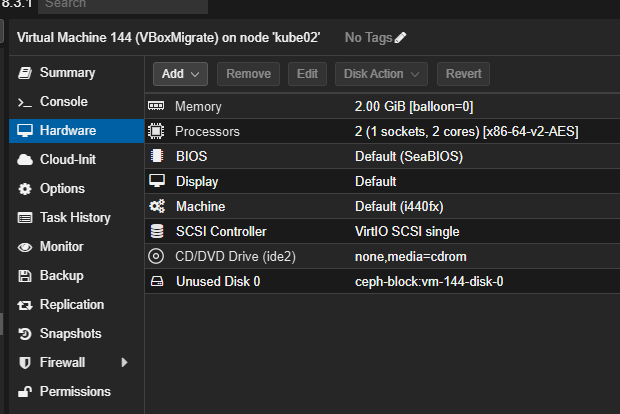 8.3.1 Search
Virtual Machine 144 (VBoxMigrate) on node 'kube02' No Tags
Summary
Console
Hardware
Cloud-Init
Options
Task History
Monitor
Backup
Replication
Snapshots
Firewall
Permissions
Add Remove Edit Disk Action Revert
Memory 2.00 GiB [balloon=0]
Processors 2 (1 sockets, 2 cores) [x86-64-v2-AES]
BIOS Default (SeaBIOS)
Display Default
Machine Default (i440fx)
SCSI Controller VirtIO SCSI single
CD/DVD Drive (ide2) none,media=cdrom
Unused Disk 0 ceph-block:vm-144-disk-0